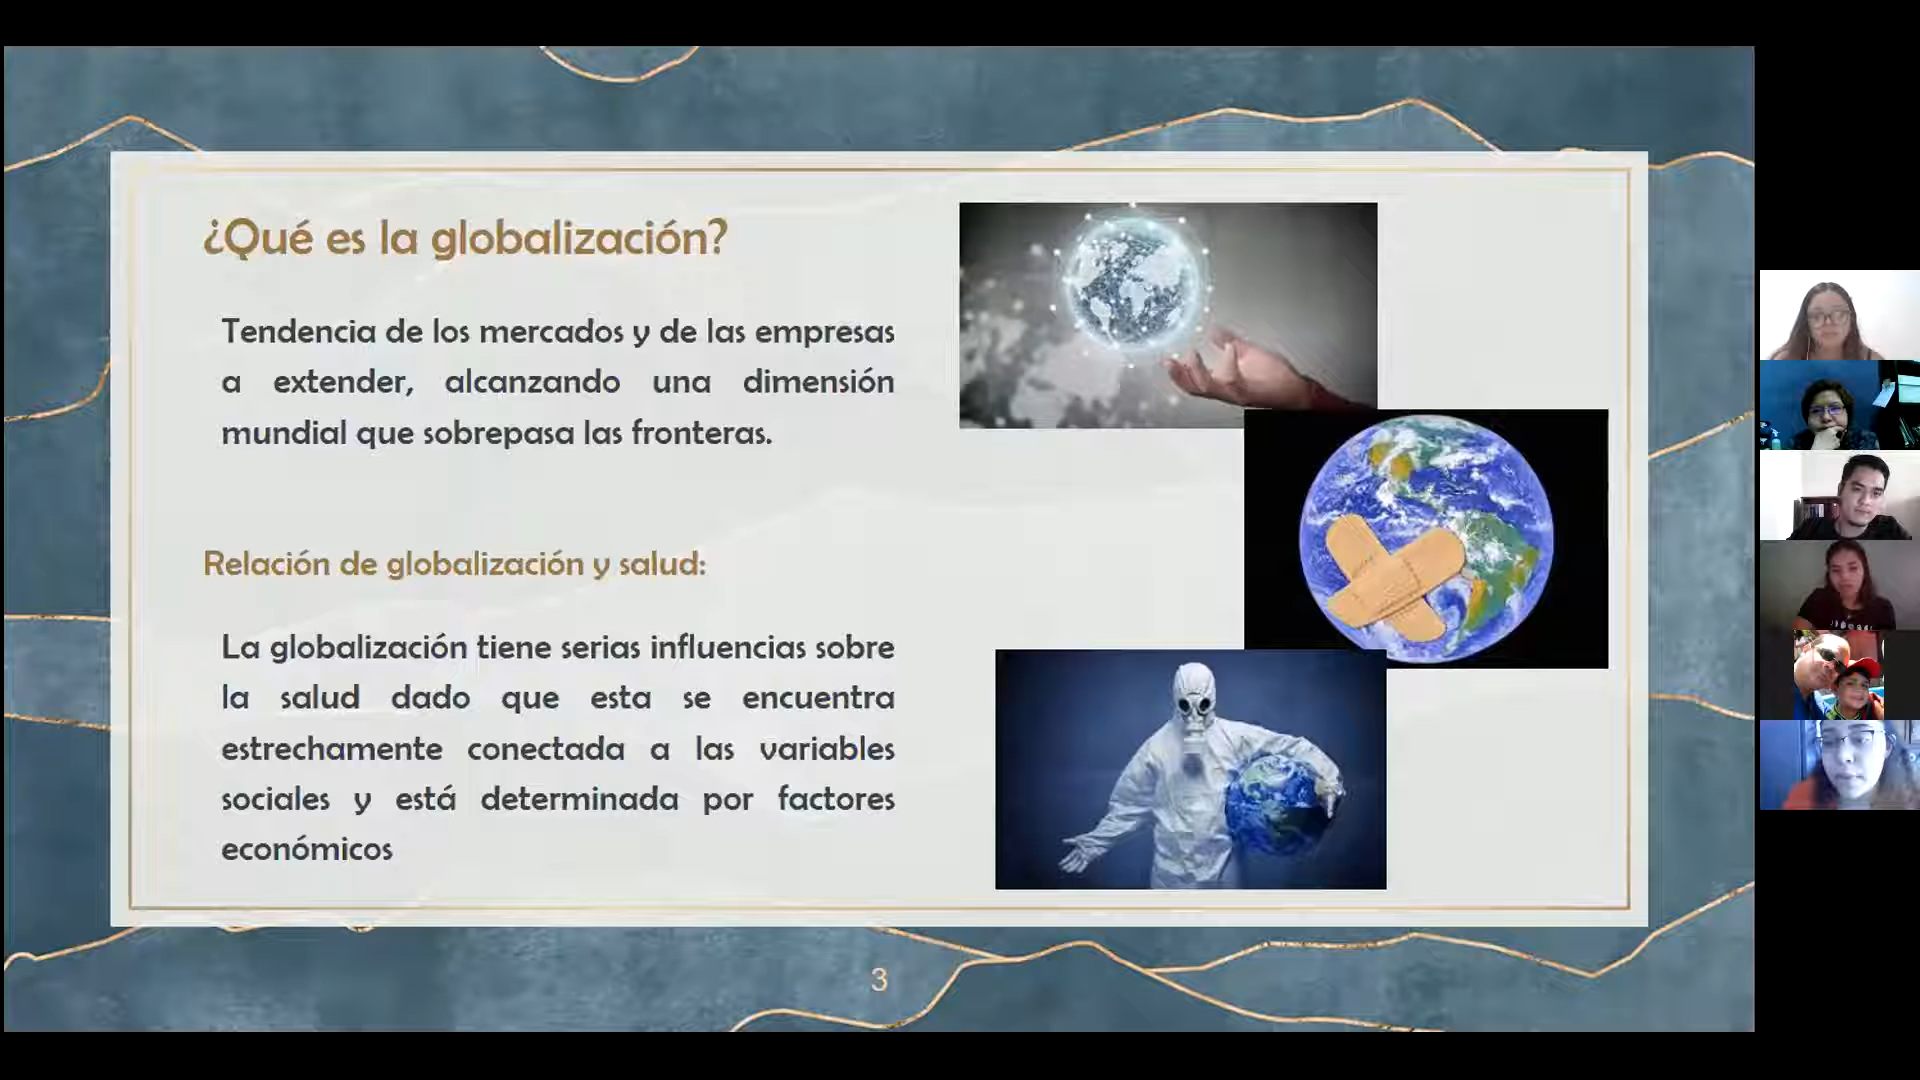 ¿Qué es la globalización?
Tendencia de los mercados y de las empresas
a extender, alcanzando una dimensión
mundial que sobrepasa las fronteras.
Relación de globalización y salud:
La globalización tiene serias influencias sobre
la salud dado que esta se encuentra
estrechamente conectada a las variables
sociales y está determinada por factores
económicos
3